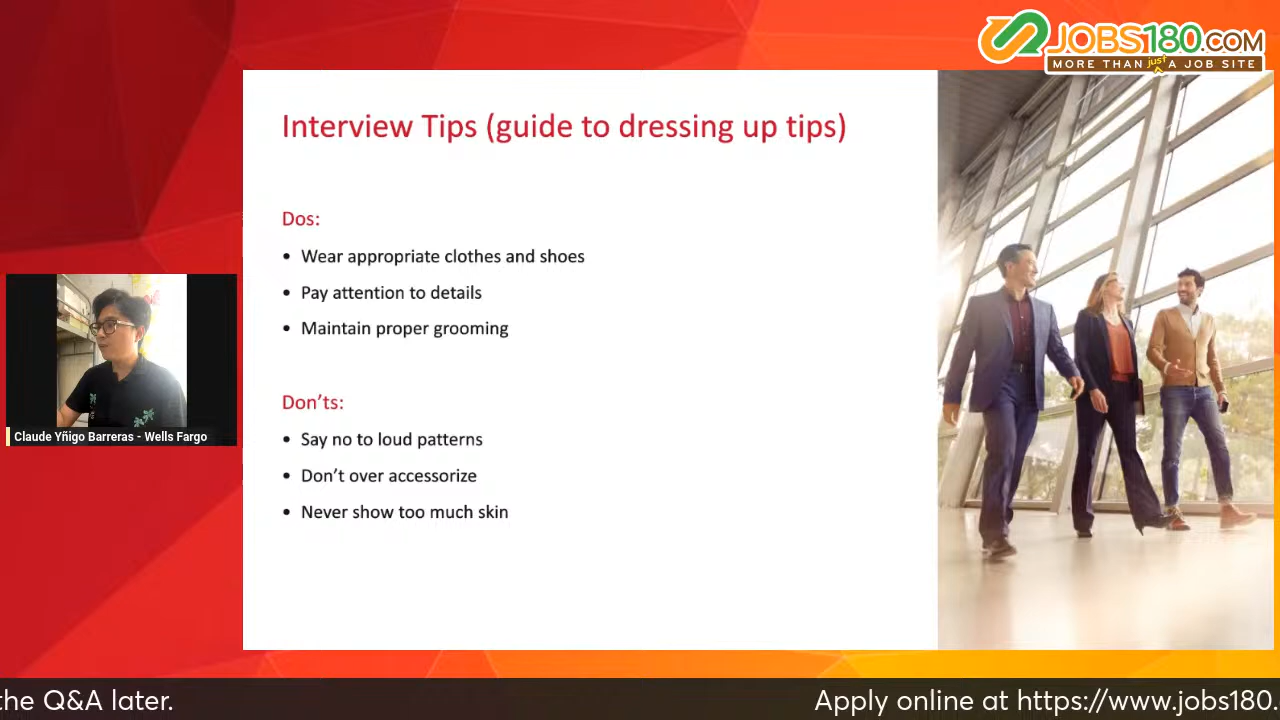 JOBS180.COM
MORE THAN just A JOB SITE
Interview Tips (guide to dressing up tips)
Dos:
• Wear appropriate clothes and shoes
• Pay attention to details
• Maintain proper grooming
Don’ts:
• Say no to loud patterns
• Don’t over accessorize
• Never show too much skin
Claude Yñigo Barreras - Wells Fargo
the Q&A later.
Apply online at https://www.jobs180.